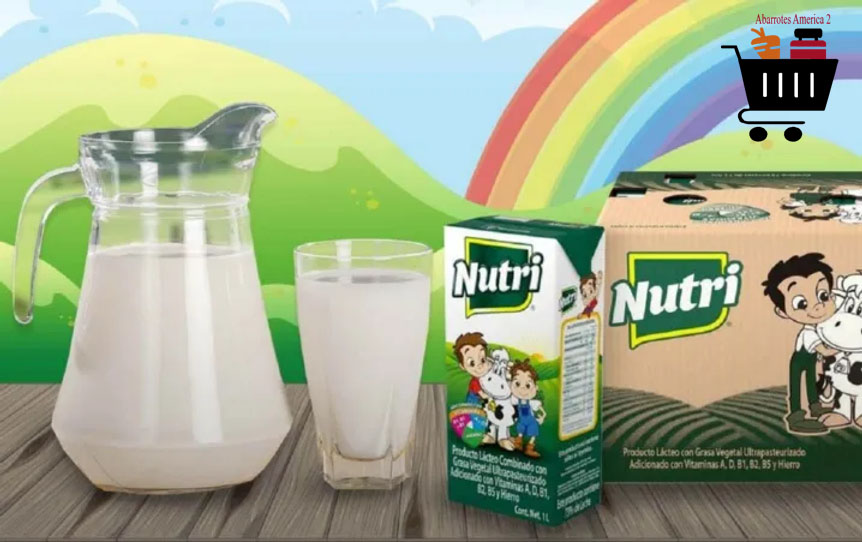 Abarrotes America 2
Nutri
Producto Lácteo Combinado con
Grasa Vegetal Ultrapasteurizado
Adicionado con Vitaminas A, D, B1,
B2, B5 y Hierro
Cont. Net. 1 L
Nutri
Nutri
Producto Lácteo con Grasa Vegetal Ultrapasteurizado
Adicionado con Vitaminas A, D, B1, B2, B5 y Hierro